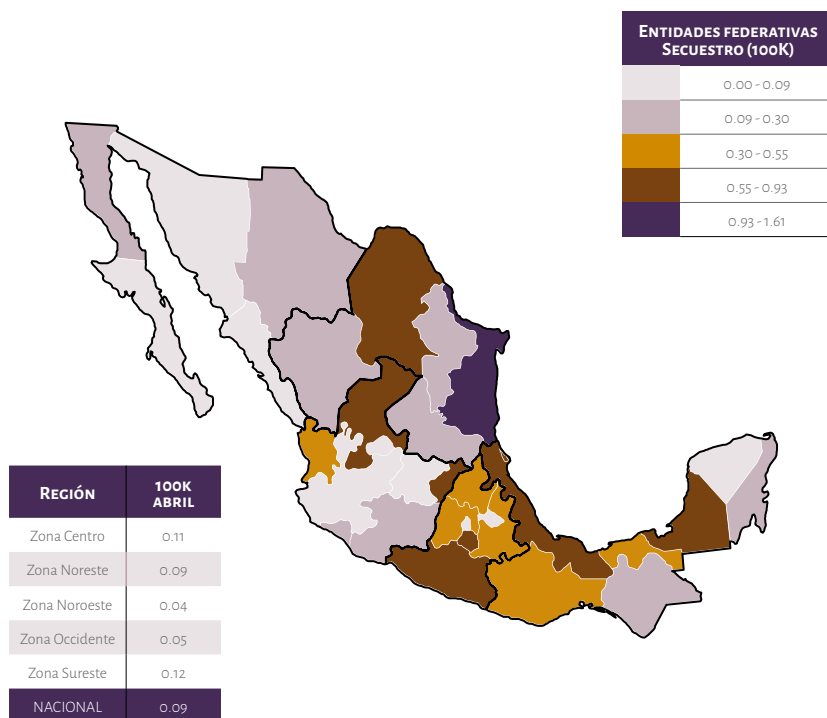 Entidades federativas
Secuestro (100K)
0.00 - 0.09
0.09 - 0.30
0.30 - 0.55
0.55 - 0.93
0.93 - 1.61
Región 100K Abril
Zona Centro 0.11
Zona Noreste 0.09
Zona Noroeste 0.04
Zona Occidente 0.05
Zona Sureste 0.12
NACIONAL 0.09